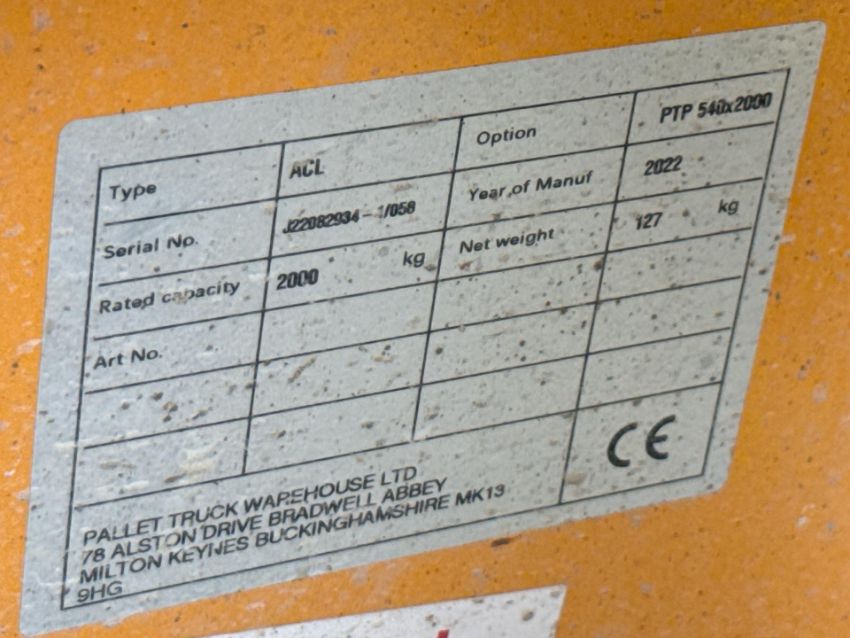 Type ACL Option PTP 540x2000
Serial No. J22082934-1/058 Year of Manuf 2022
Rated capacity 2000 kg Net weight 127 kg
Art No.
CE
PALLET TRUCK WAREHOUSE LTD
78 ALSTON DRIVE BRADWELL ABBEY
MILTON KEYNES BUCKINGHAMSHIRE MK13
9HG